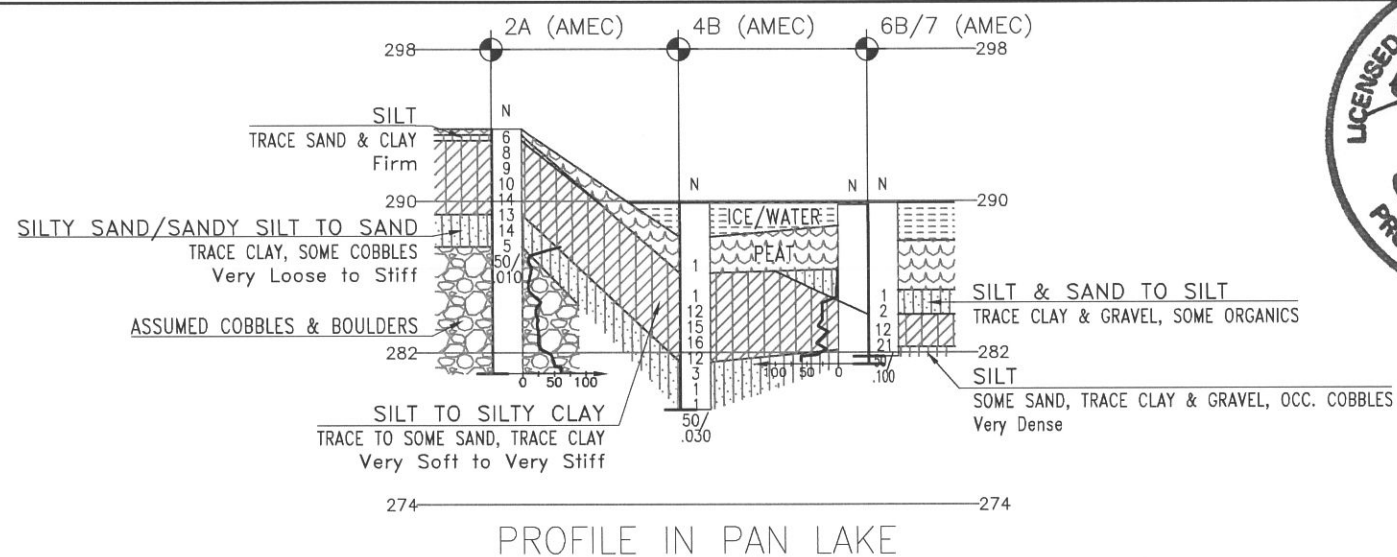 2A (AMEC)
4B (AMEC)
6B/7 (AMEC)
298
298
LICENSED
SILT
TRACE SAND & CLAY
Firm
N
6
8
9
10
14
13
14
5
50/
.010
N
N
N
290
290
ICE/WATER
PEAT
SILTY SAND/SANDY SILT TO SAND
TRACE CLAY, SOME COBBLES
Very Loose to Stiff
1
1
12
15
16
12
3
1
1
50/
.030
1
2
12
21
50
.100
SILT & SAND TO SILT
TRACE CLAY & GRAVEL, SOME ORGANICS
ASSUMED COBBLES & BOULDERS
282
282
0 50 100
100 50 0
SILT
SOME SAND, TRACE CLAY & GRAVEL, OCC. COBBLES
Very Dense
SILT TO SILTY CLAY
TRACE TO SOME SAND, TRACE CLAY
Very Soft to Very Stiff
274
274
PROFILE IN PAN LAKE